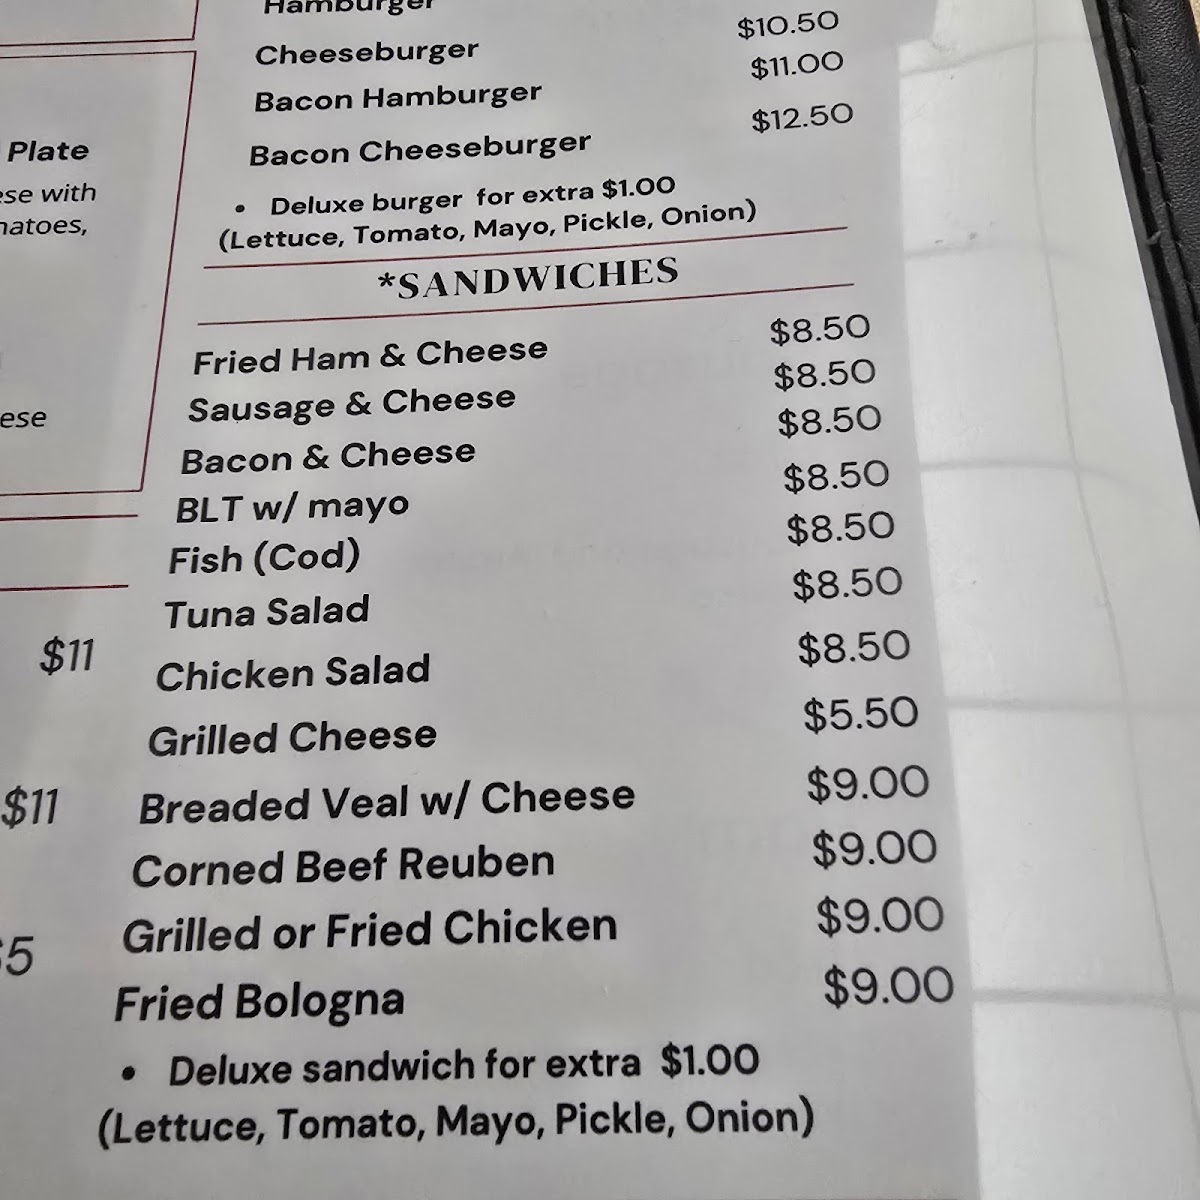 Hamburger
Cheeseburger $10.50
Bacon Hamburger $11.00
Bacon Cheeseburger $12.50
• Deluxe burger for extra $1.00
(Lettuce, Tomato, Mayo, Pickle, Onion)
*SANDWICHES
Fried Ham & Cheese $8.50
Sausage & Cheese $8.50
Bacon & Cheese $8.50
BLT w/ mayo $8.50
Fish (Cod) $8.50
Tuna Salad $8.50
Chicken Salad $8.50
Grilled Cheese $5.50
Breaded Veal w/ Cheese $9.00
Corned Beef Reuben $9.00
Grilled or Fried Chicken $9.00
Fried Bologna $9.00
• Deluxe sandwich for extra $1.00
(Lettuce, Tomato, Mayo, Pickle, Onion)
Plate
with
$11
$11